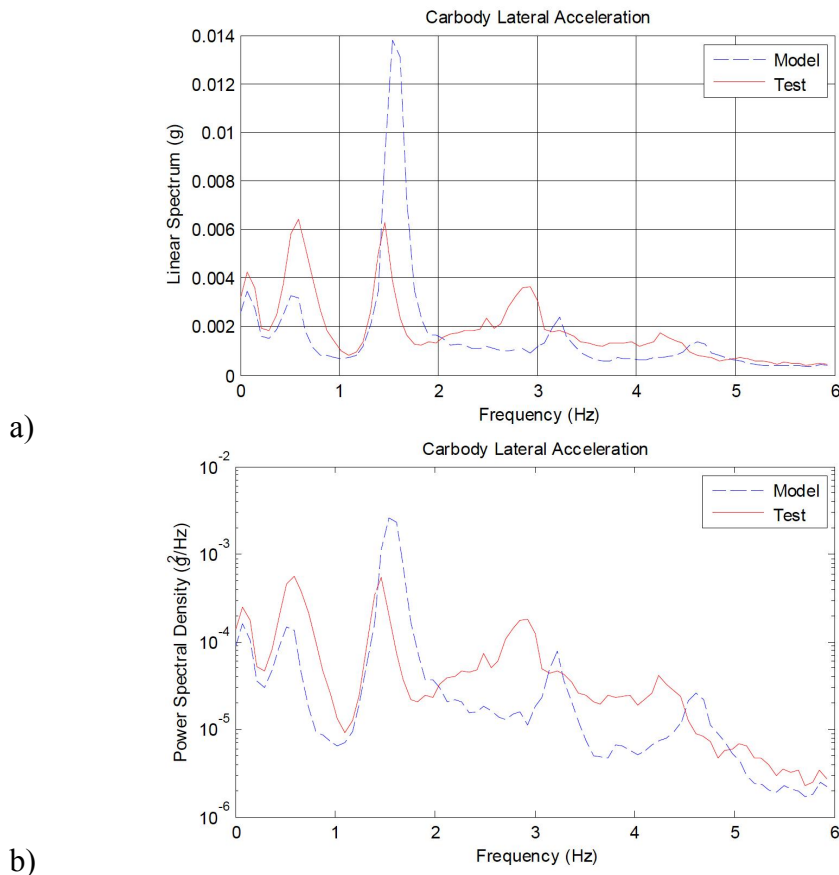 Carbody Lateral Acceleration
0.014
0.012
0.01
0.008
0.006
0.004
0.002
0
Linear Spectrum (g)
Model
Test
0 1 2 3 4 5 6
Frequency (Hz)
a)
Carbody Lateral Acceleration
10^-2
10^-3
10^-4
10^-5
10^-6
Power Spectral Density (g^2/Hz)
Model
Test
0 1 2 3 4 5 6
Frequency (Hz)
b)